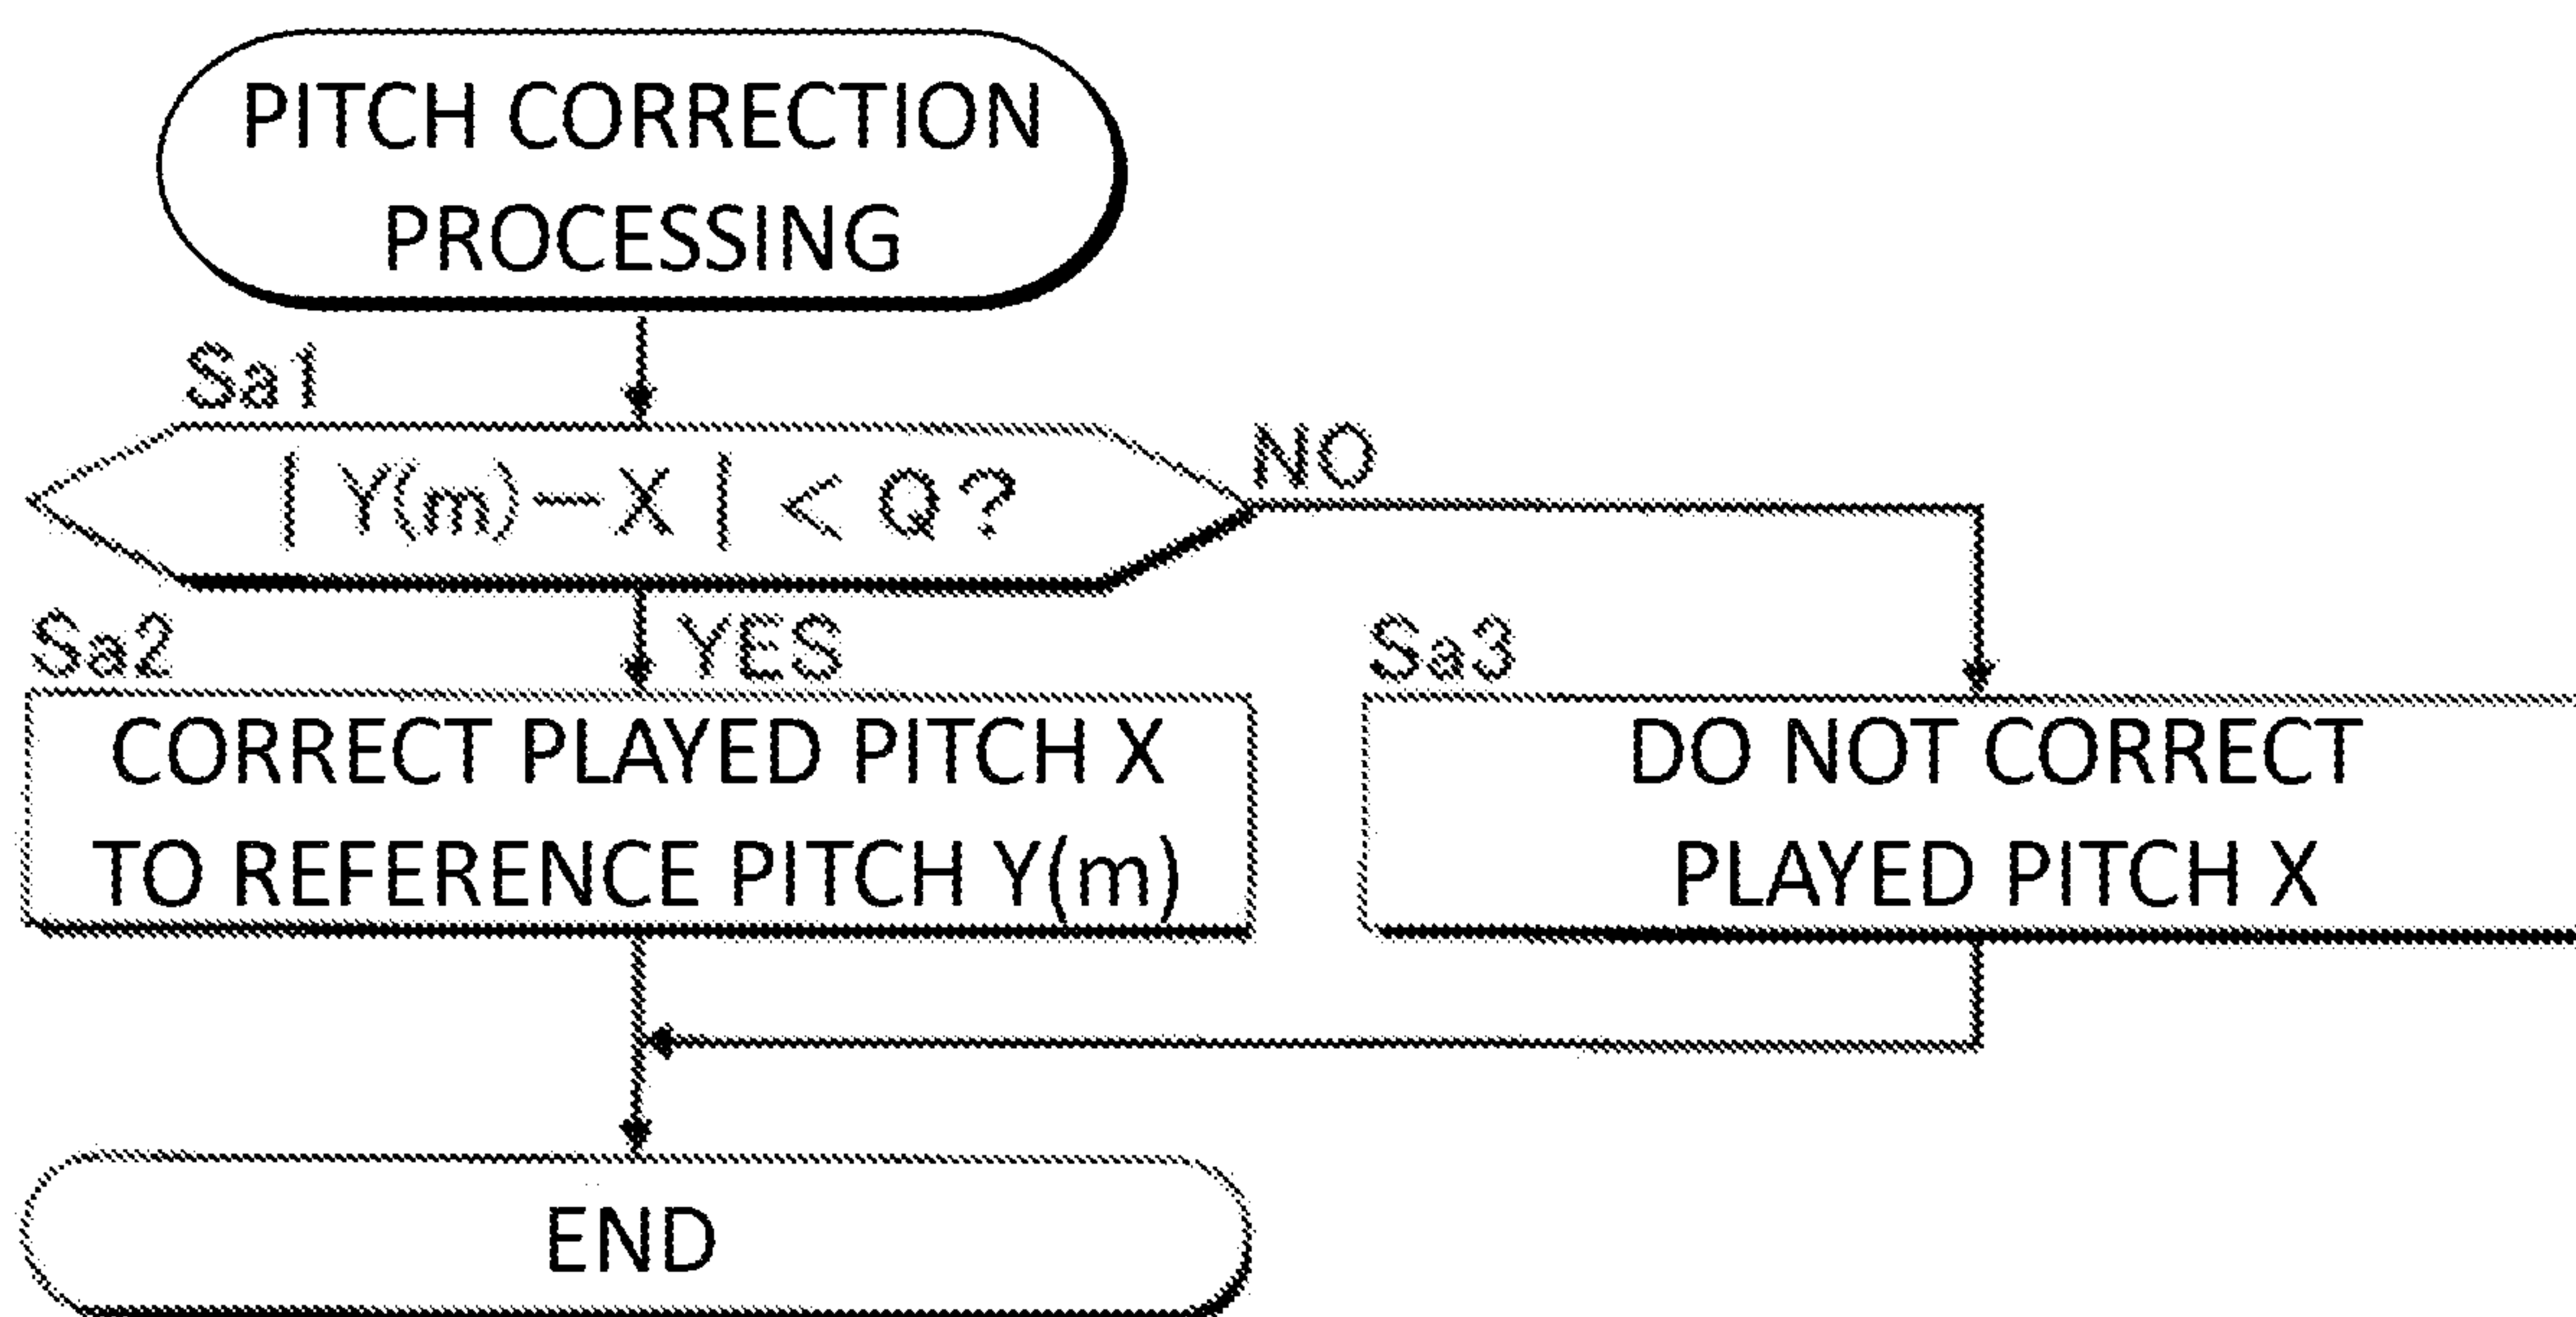 PITCH CORRECTION
PROCESSING
Sa1
| Y(m)−X | < Q ?
NO
Sa2
YES
Sa3
CORRECT PLAYED PITCH X
TO REFERENCE PITCH Y(m)
DO NOT CORRECT
PLAYED PITCH X
END